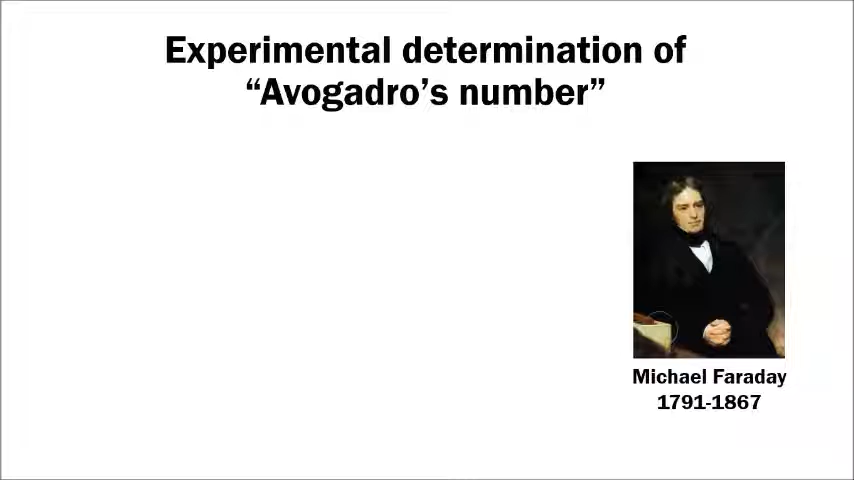 Experimental determination of
“Avogadro’s number”
Michael Faraday
1791-1867